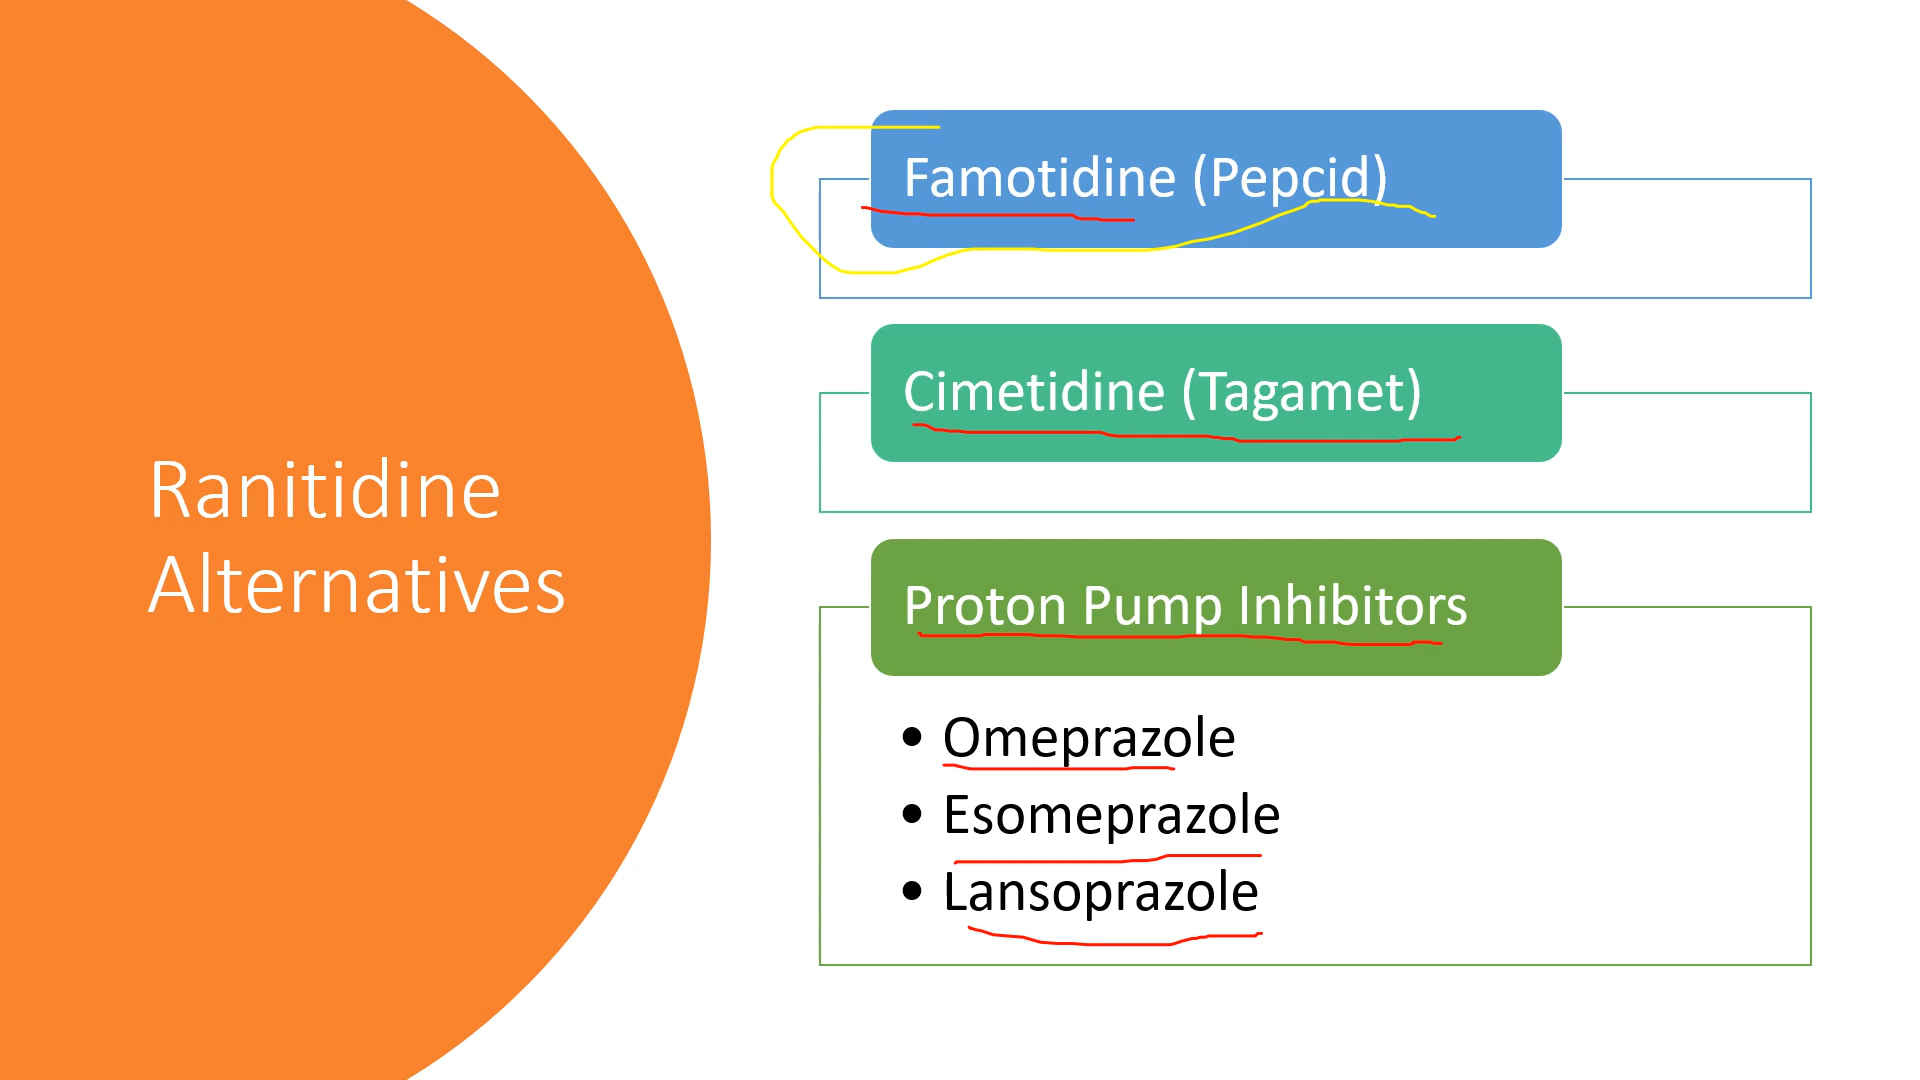 Ranitidine
Alternatives
Famotidine (Pepcid)
Cimetidine (Tagamet)
Proton Pump Inhibitors
• Omeprazole
• Esomeprazole
• Lansoprazole